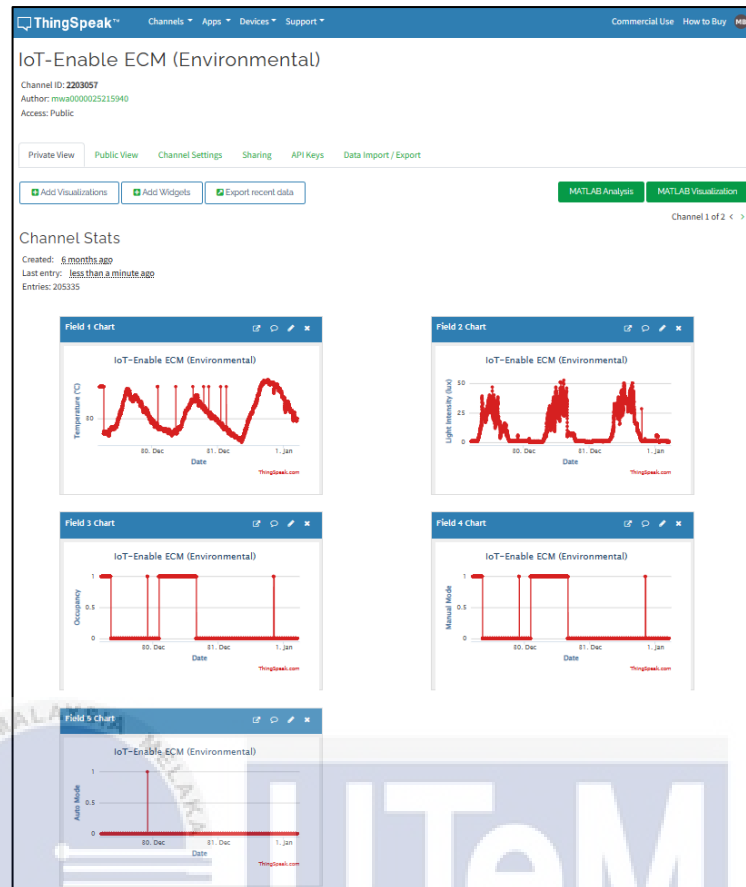 ThingSpeak™ Channels Apps Devices Support Commercial Use How to Buy
IoT-Enable ECM (Environmental)
Channel ID: 2203057
Author: mwa0000025215940
Access: Public
Private View Public View Channel Settings Sharing API Keys Data Import / Export
Add Visualizations Add Widgets Export recent data MATLAB Analysis MATLAB Visualization
Channel 1 of 2 < >
Channel Stats
Created: 6 months ago
Last entry: less than a minute ago
Entries: 205335
Field 1 Chart
IoT-Enable ECM (Environmental)
Temperature (°C)
30. Dec 31. Dec 1. Jan
Date
ThingSpeak.com
Field 2 Chart
IoT-Enable ECM (Environmental)
Light Intensity (lux)
50
25
0
30. Dec 31. Dec 1. Jan
Date
ThingSpeak.com
Field 3 Chart
IoT-Enable ECM (Environmental)
Occupancy
1
0.5
0
30. Dec 31. Dec 1. Jan
Date
ThingSpeak.com
Field 4 Chart
IoT-Enable ECM (Environmental)
Manual Mode
1
0.5
0
30. Dec 31. Dec 1. Jan
Date
ThingSpeak.com
Field 5 Chart
IoT-Enable ECM (Environmental)
Auto Mode
1
0.5
0
30. Dec 31. Dec 1. Jan
Date
ThingSpeak.com
MELAKA
UTeM